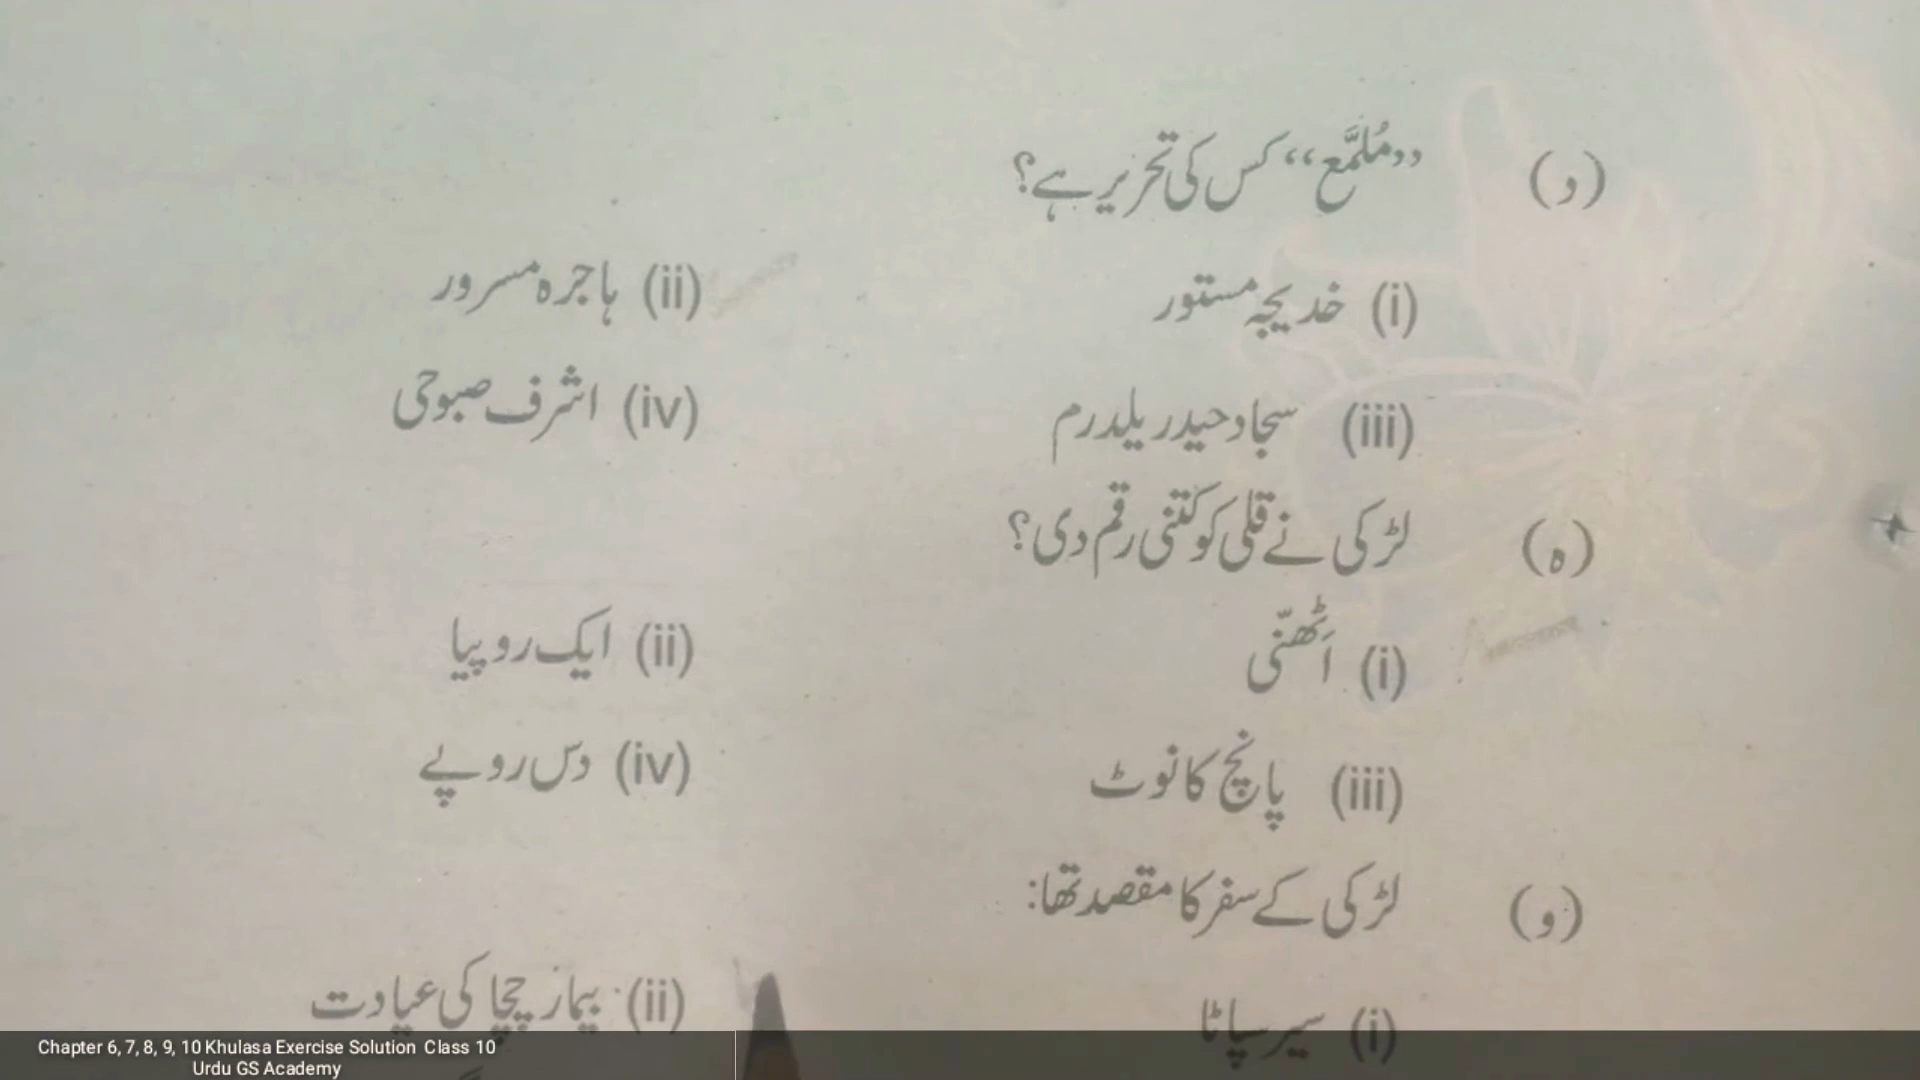 (د) ”مُلمَّع“ کس کی تحریر ہے؟
(i) خدیجہ مستور (ii) ہاجرہ مسرور
(iii) سجاد حیدر یلدرم (iv) اشرف صبوحی
(ہ) لڑکی نے قلی کو کتنی رقم دی؟
(i) اَٹھنّی (ii) ایک روپیا
(iii) پانچ کا نوٹ (iv) دس روپے
(و) لڑکی کے سفر کا مقصد تھا:
(i) سیر سپاٹا (ii) بیمار چچا کی عیادت
Chapter 6, 7, 8, 9, 10 Khulasa Exercise Solution Class 10
Urdu GS Academy